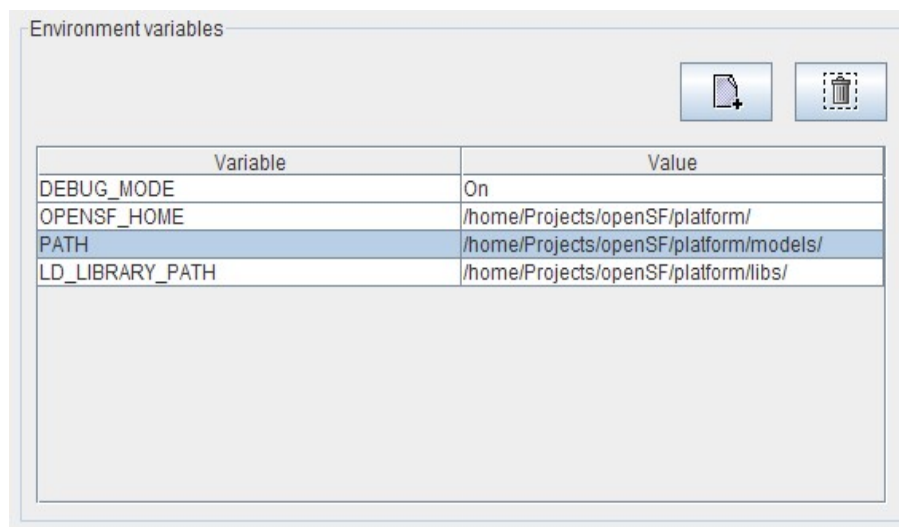 Environment variables
Variable Value
DEBUG_MODE On
OPENSF_HOME /home/Projects/openSF/platform/
PATH /home/Projects/openSF/platform/models/
LD_LIBRARY_PATH /home/Projects/openSF/platform/libs/